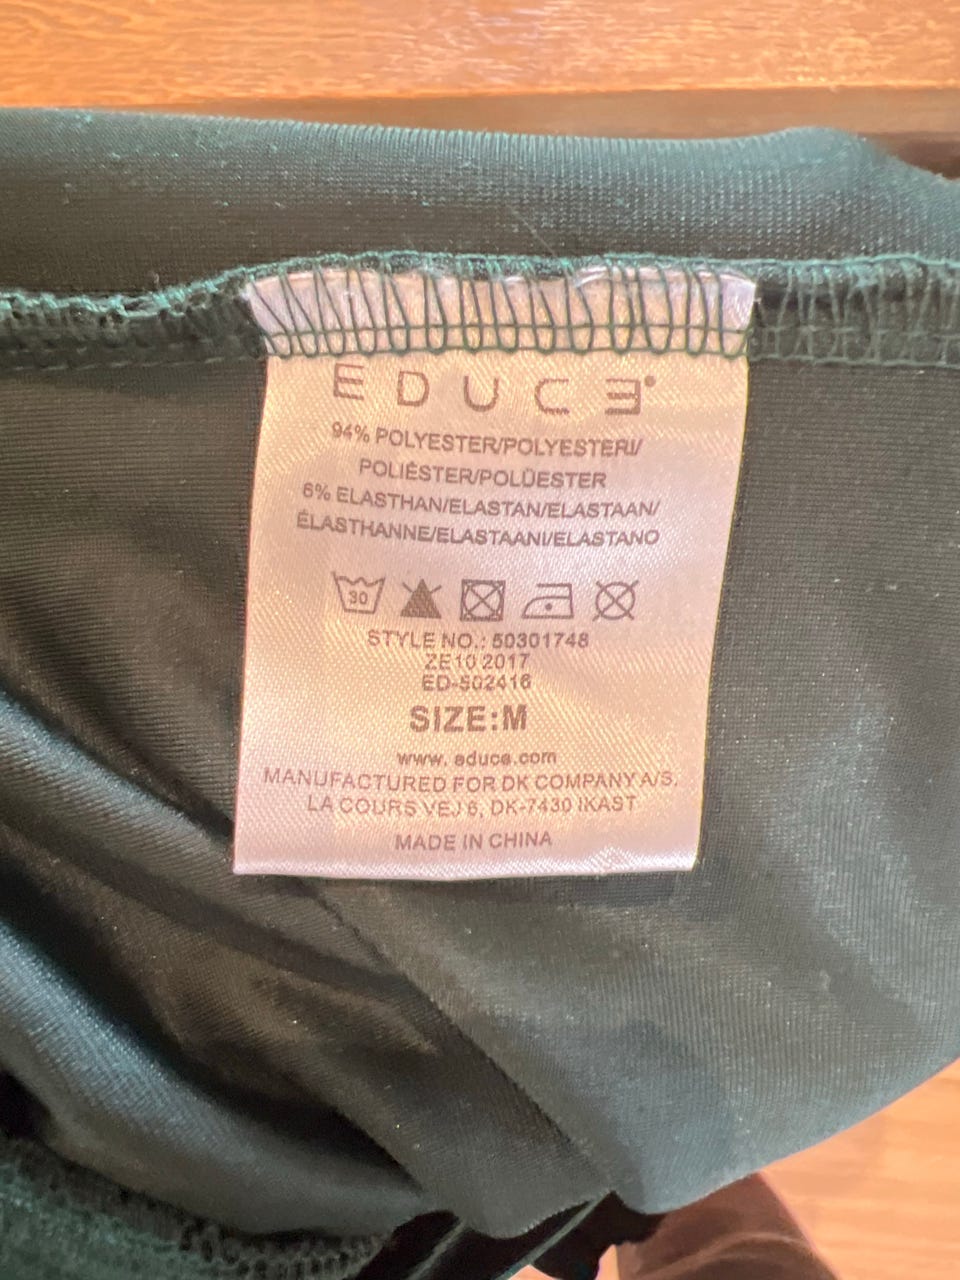 EDUCE
94% POLYESTER/POLYESTERI/
POLIÉSTER/POLÜESTER
6% ELASTHAN/ELASTAN/ELASTAAN/
ÉLASTHANNE/ELASTAANI/ELASTANO
30
STYLE NO.: 50301748
ZE10 2017
ED-502416
SIZE:M
www. educe.com
MANUFACTURED FOR DK COMPANY A/S.
LA COURS VEJ 6, DK-7430 IKAST
MADE IN CHINA